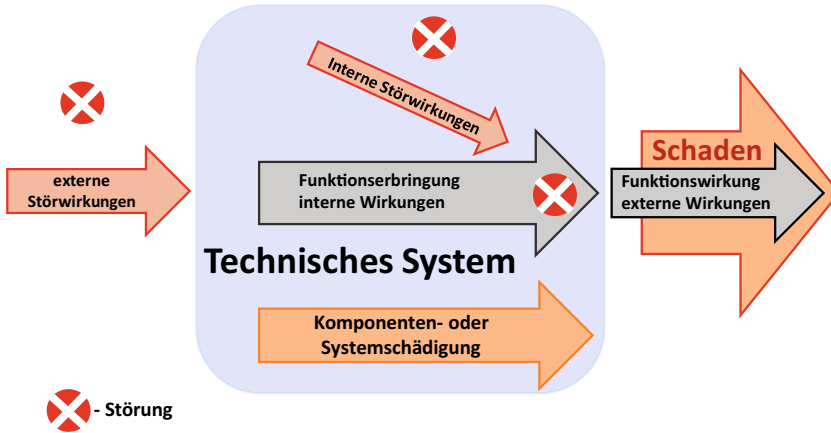 externe
Störwirkungen
Interne Störwirkungen
Funktionserbringung
interne Wirkungen
Technisches System
Komponenten- oder
Systemschädigung
Schaden
Funktionswirkung
externe Wirkungen
- Störung